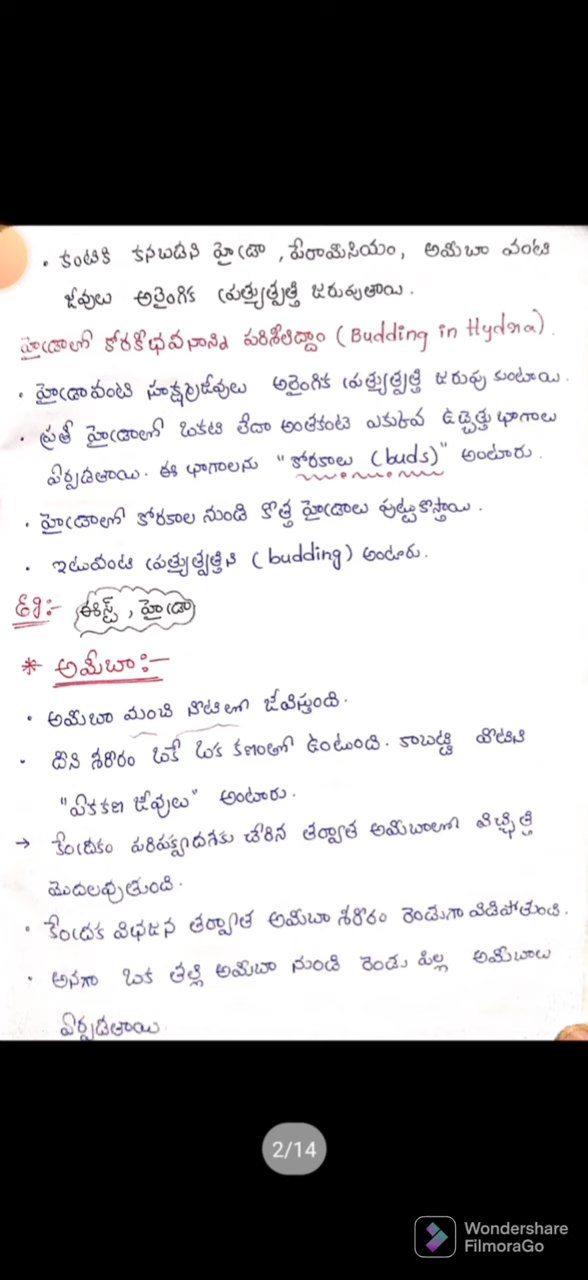 • కంటికి కనబడని హైడ్రా, పేరామీసియం, అమీబా వంటి
జీవులు అలైంగిక ప్రత్యుత్పత్తి జరుపుతాయి.
హైడ్రాలో కోరకీభవనాన్ని పరిశీలిద్దాం (Budding in Hydra).
• హైడ్రావంటి సూక్ష్మజీవులు అలైంగిక ప్రత్యుత్పత్తి జరుపుకుంటాయి.
• ప్రతీ హైడ్రాలో ఒకటి లేదా అంతకంటే ఎక్కువ ఉబ్బెత్తు భాగాలు
ఏర్పడతాయి. ఈ భాగాలను "కోరకాలు (buds)" అంటారు.
• హైడ్రాలో కోరకాల నుండి కొత్త హైడ్రాలు పుట్టుకొస్తాయి.
• ఇటువంటి ప్రత్యుత్పత్తిని (budding) అంటారు.
ఉదా:- ఈస్ట్, హైడ్రా
* అమీబా:-
• అమీబా మంచి నీటిలో జీవిస్తుంది.
• దీని శరీరం ఒకే ఒక కణంతో ఉంటుంది. కాబట్టి వీటిని
"ఏకకణ జీవులు" అంటారు.
→ కేంద్రకం పరిపక్వదశకు చేరిన తర్వాత అమీబాలో విచ్ఛిత్తి
మొదలవుతుంది.
• కేంద్రక విభజన తర్వాత అమీబా శరీరం రెండుగా విడిపోతుంది.
• అనగా ఒక తల్లి అమీబా నుండి రెండు పిల్ల అమీబాలు
ఏర్పడతాయి
2/14
Wondershare
FilmoraGo